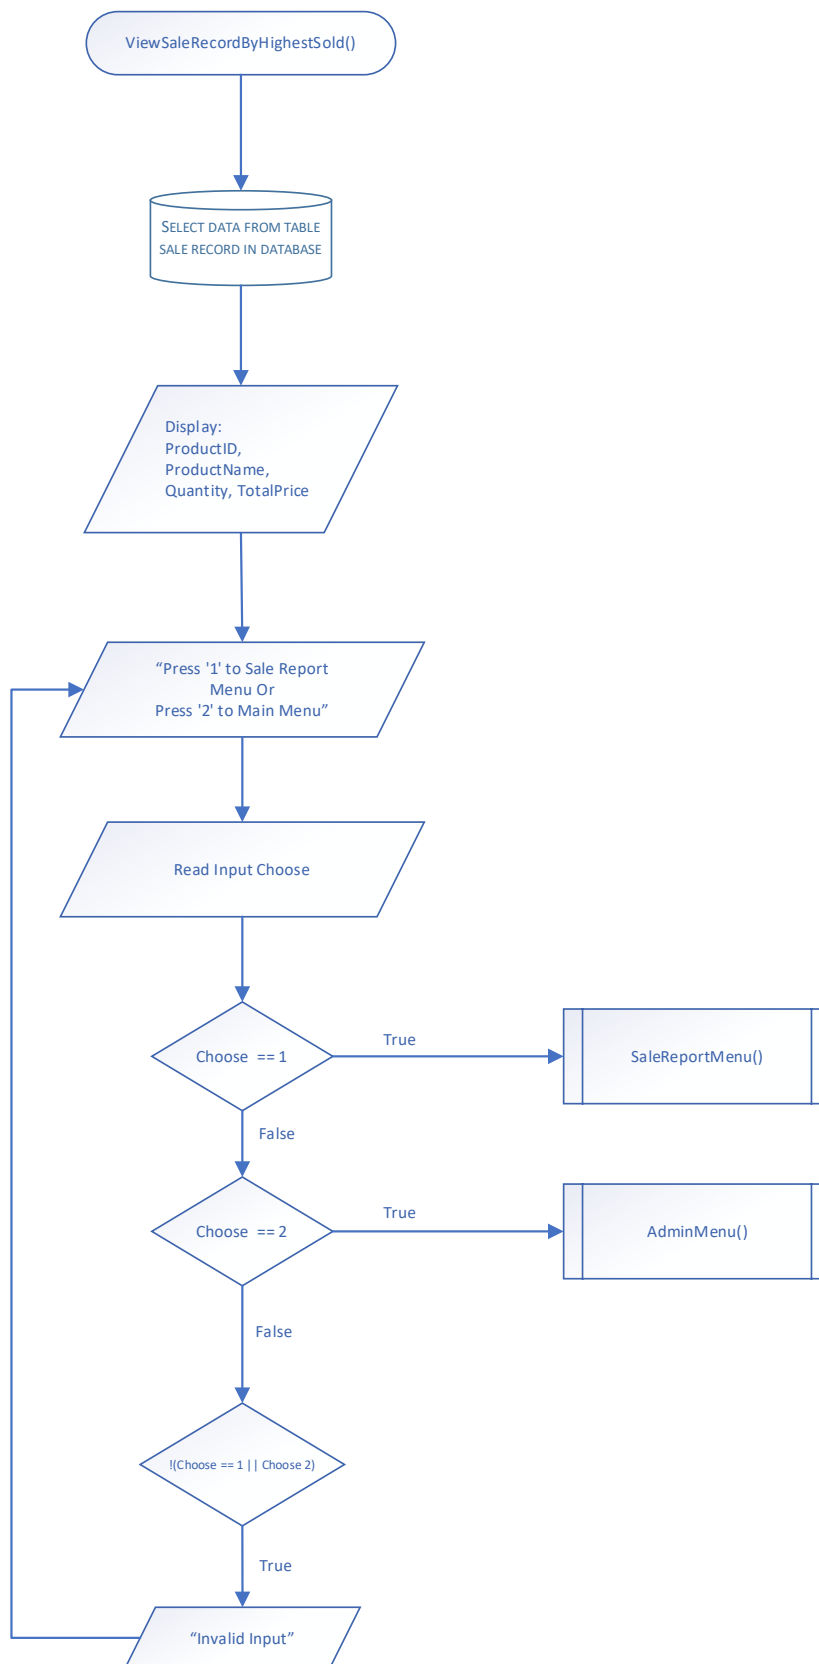 ViewSaleRecordByHighestSold()
SELECT DATA FROM TABLE
SALE RECORD IN DATABASE
Display:
ProductID,
ProductName,
Quantity, TotalPrice
“Press '1' to Sale Report
Menu Or
Press '2' to Main Menu”
Read Input Choose
Choose == 1
True
SaleReportMenu()
False
Choose == 2
True
AdminMenu()
False
!(Choose == 1 || Choose 2)
True
“Invalid Input”